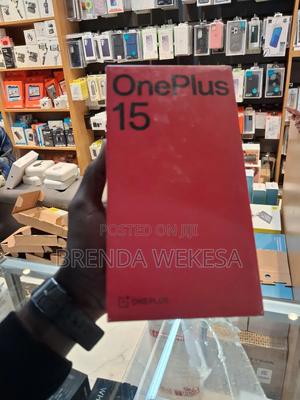 OnePlus
15
POSTED ON JIJI
BRENDA WEKESA
ONEPLUS